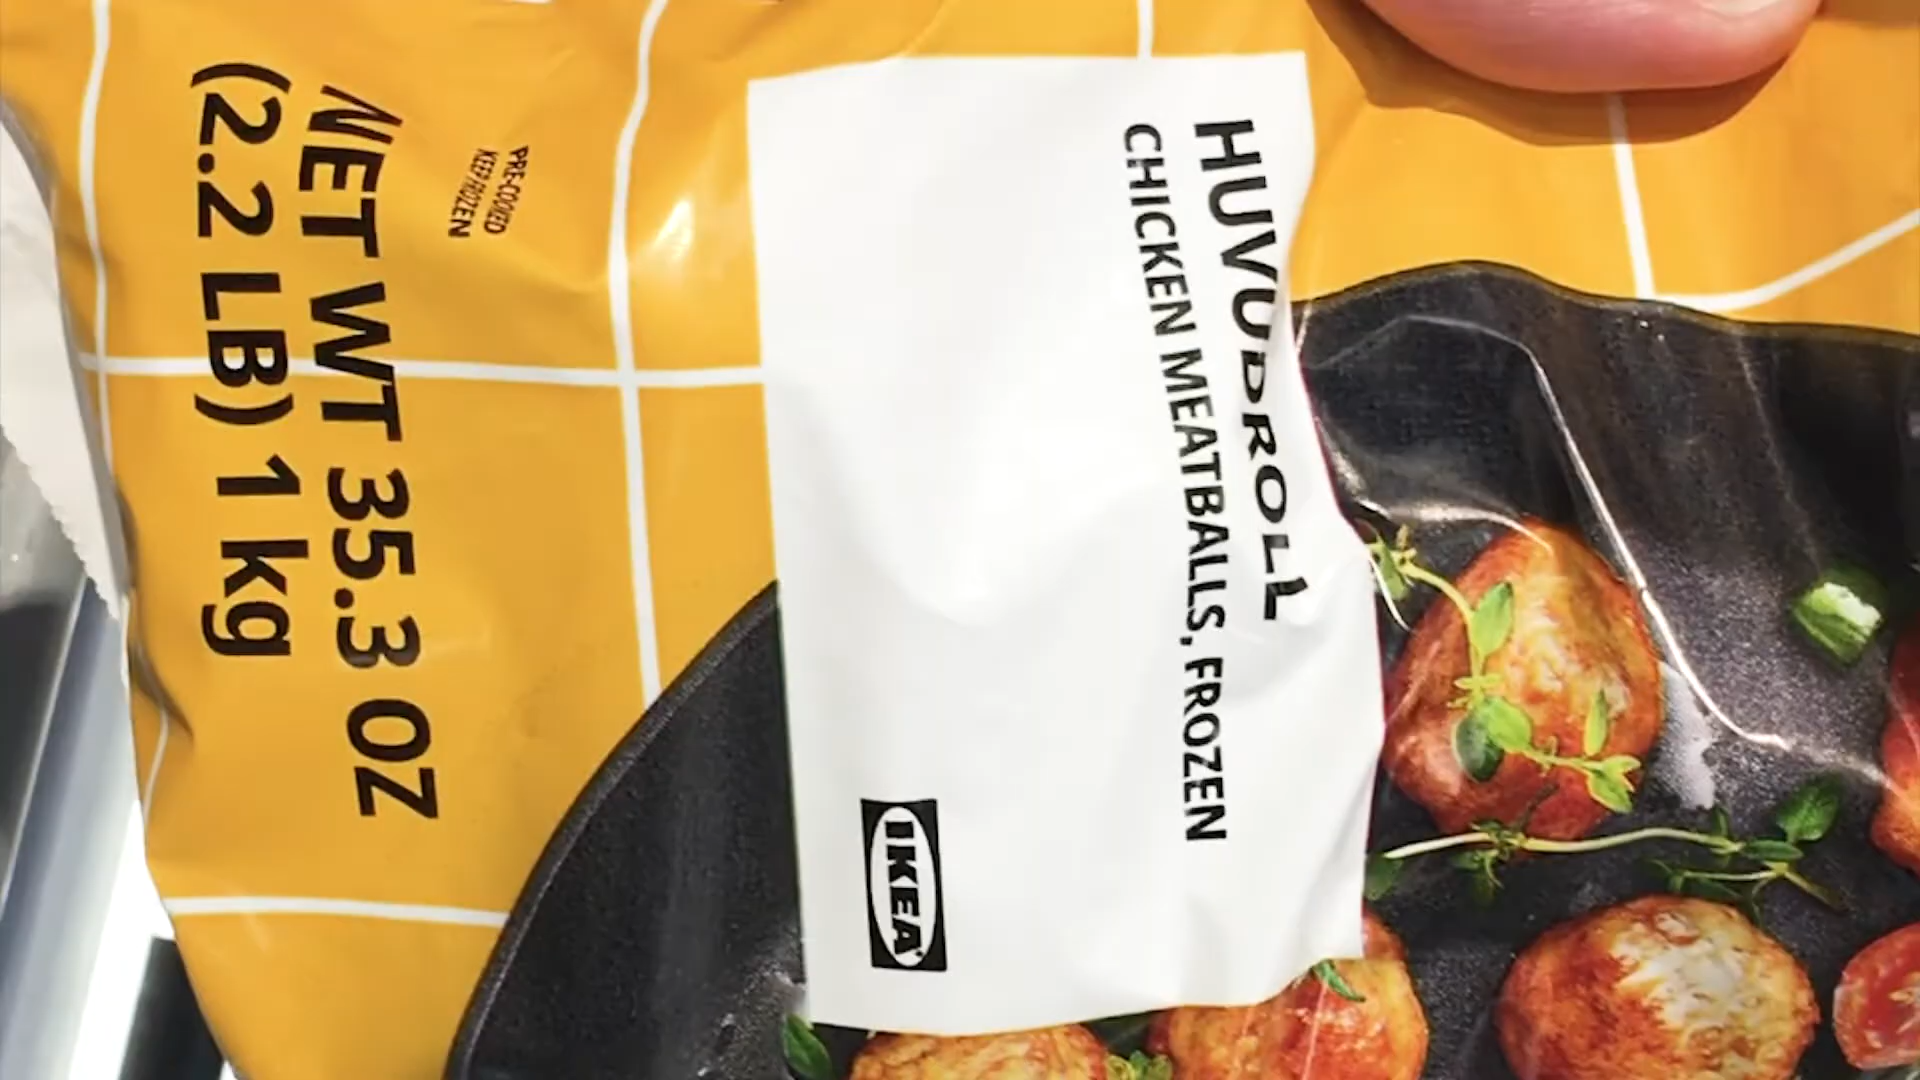 HUVUDROLL
CHICKEN MEATBALLS, FROZEN
IKEA
PRE-COOKED
KEEP FROZEN
NET WT 35.3 OZ
(2.2 LB) 1 kg